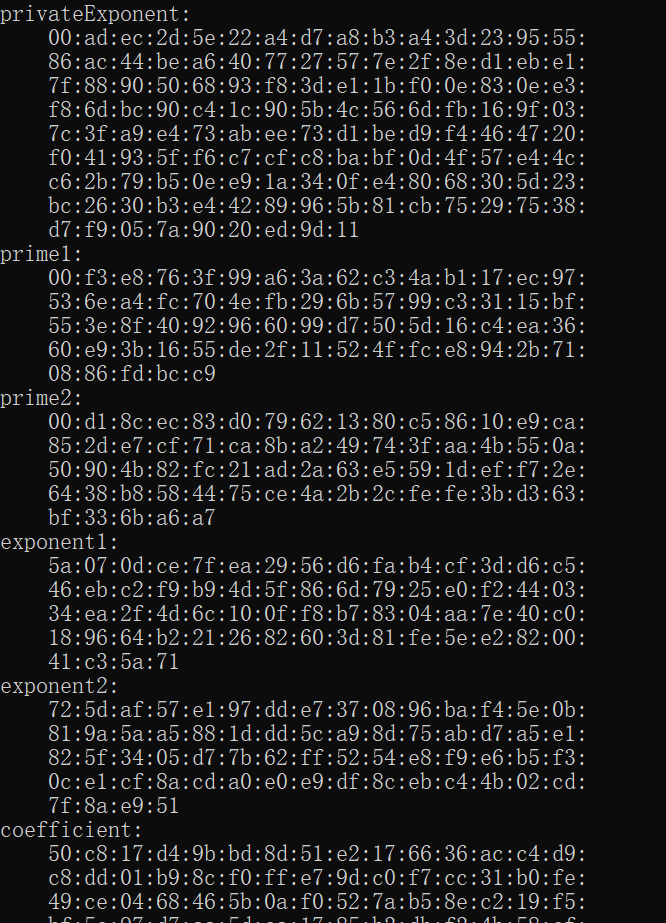 privateExponent:
00:ad:ec:2d:5e:22:a4:d7:a8:b3:a4:3d:23:95:55:
86:ac:44:be:a6:40:77:27:57:7e:2f:8e:d1:eb:e1:
7f:88:90:50:68:93:f8:3d:e1:1b:f0:0e:83:0e:e3:
f8:6d:bc:90:c4:1c:90:5b:4c:56:6d:fb:16:9f:03:
7c:3f:a9:e4:73:ab:ee:73:d1:be:d9:f4:46:47:20:
f0:41:93:5f:f6:c7:cf:c8:ba:bf:0d:4f:57:e4:4c:
c6:2b:79:b5:0e:e9:1a:34:0f:e4:80:68:30:5d:23:
bc:26:30:b3:e4:42:89:96:5b:81:cb:75:29:75:38:
d7:f9:05:7a:90:20:ed:9d:11
prime1:
00:f3:e8:76:3f:99:a6:3a:62:c3:4a:b1:17:ec:97:
53:6e:a4:fc:70:4e:fb:29:6b:57:99:c3:31:15:bf:
55:3e:8f:40:92:96:60:99:d7:50:5d:16:c4:ea:36:
60:e9:3b:16:55:de:2f:11:52:4f:fc:e8:94:2b:71:
08:86:fd:bc:c9
prime2:
00:d1:8c:ec:83:d0:79:62:13:80:c5:86:10:e9:ca:
85:2d:e7:cf:71:ca:8b:a2:49:74:3f:aa:4b:55:0a:
50:90:4b:82:fc:21:ad:2a:63:e5:59:1d:ef:f7:2e:
64:38:b8:58:44:75:ce:4a:2b:2c:fe:fe:3b:d3:63:
bf:33:6b:a6:a7
exponent1:
5a:07:0d:ce:7f:ea:29:56:d6:fa:b4:cf:3d:d6:c5:
46:eb:c2:f9:b9:4d:5f:86:6d:79:25:e0:f2:44:03:
34:ea:2f:4d:6c:10:0f:f8:b7:83:04:aa:7e:40:c0:
18:96:64:b2:21:26:82:60:3d:81:fe:5e:e2:82:00:
41:c3:5a:71
exponent2:
72:5d:af:57:e1:97:dd:e7:37:08:96:ba:f4:5e:0b:
81:9a:5a:a5:88:1d:dd:5c:a9:8d:75:ab:d7:a5:e1:
82:5f:34:05:d7:7b:62:ff:52:54:e8:f9:e6:b5:f3:
0c:e1:cf:8a:cd:a0:e0:e9:df:8c:eb:c4:4b:02:cd:
7f:8a:e9:51
coefficient:
50:c8:17:d4:9b:bd:8d:51:e2:17:66:36:ac:c4:d9:
c8:dd:01:b9:8c:f0:ff:e7:9d:c0:f7:cc:31:b0:fe:
49:ce:04:68:46:5b:0a:f0:52:7a:b5:8e:c2:19:f5: